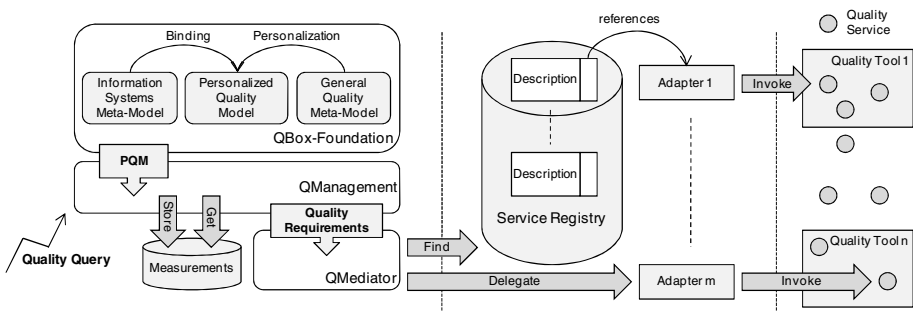 Binding
Personalization
Information
Systems
Meta-Model
Personalized
Quality
Model
General
Quality
Meta-Model
QBox-Foundation
PQM
QManagement
Store
Get
Quality
Requirements
Measurements
QMediator
Quality Query
references
Description
Description
Service Registry
Find
Delegate
Adapter 1
Adapter m
Invoke
Invoke
Quality
Service
Quality Tool 1
Quality Tool n